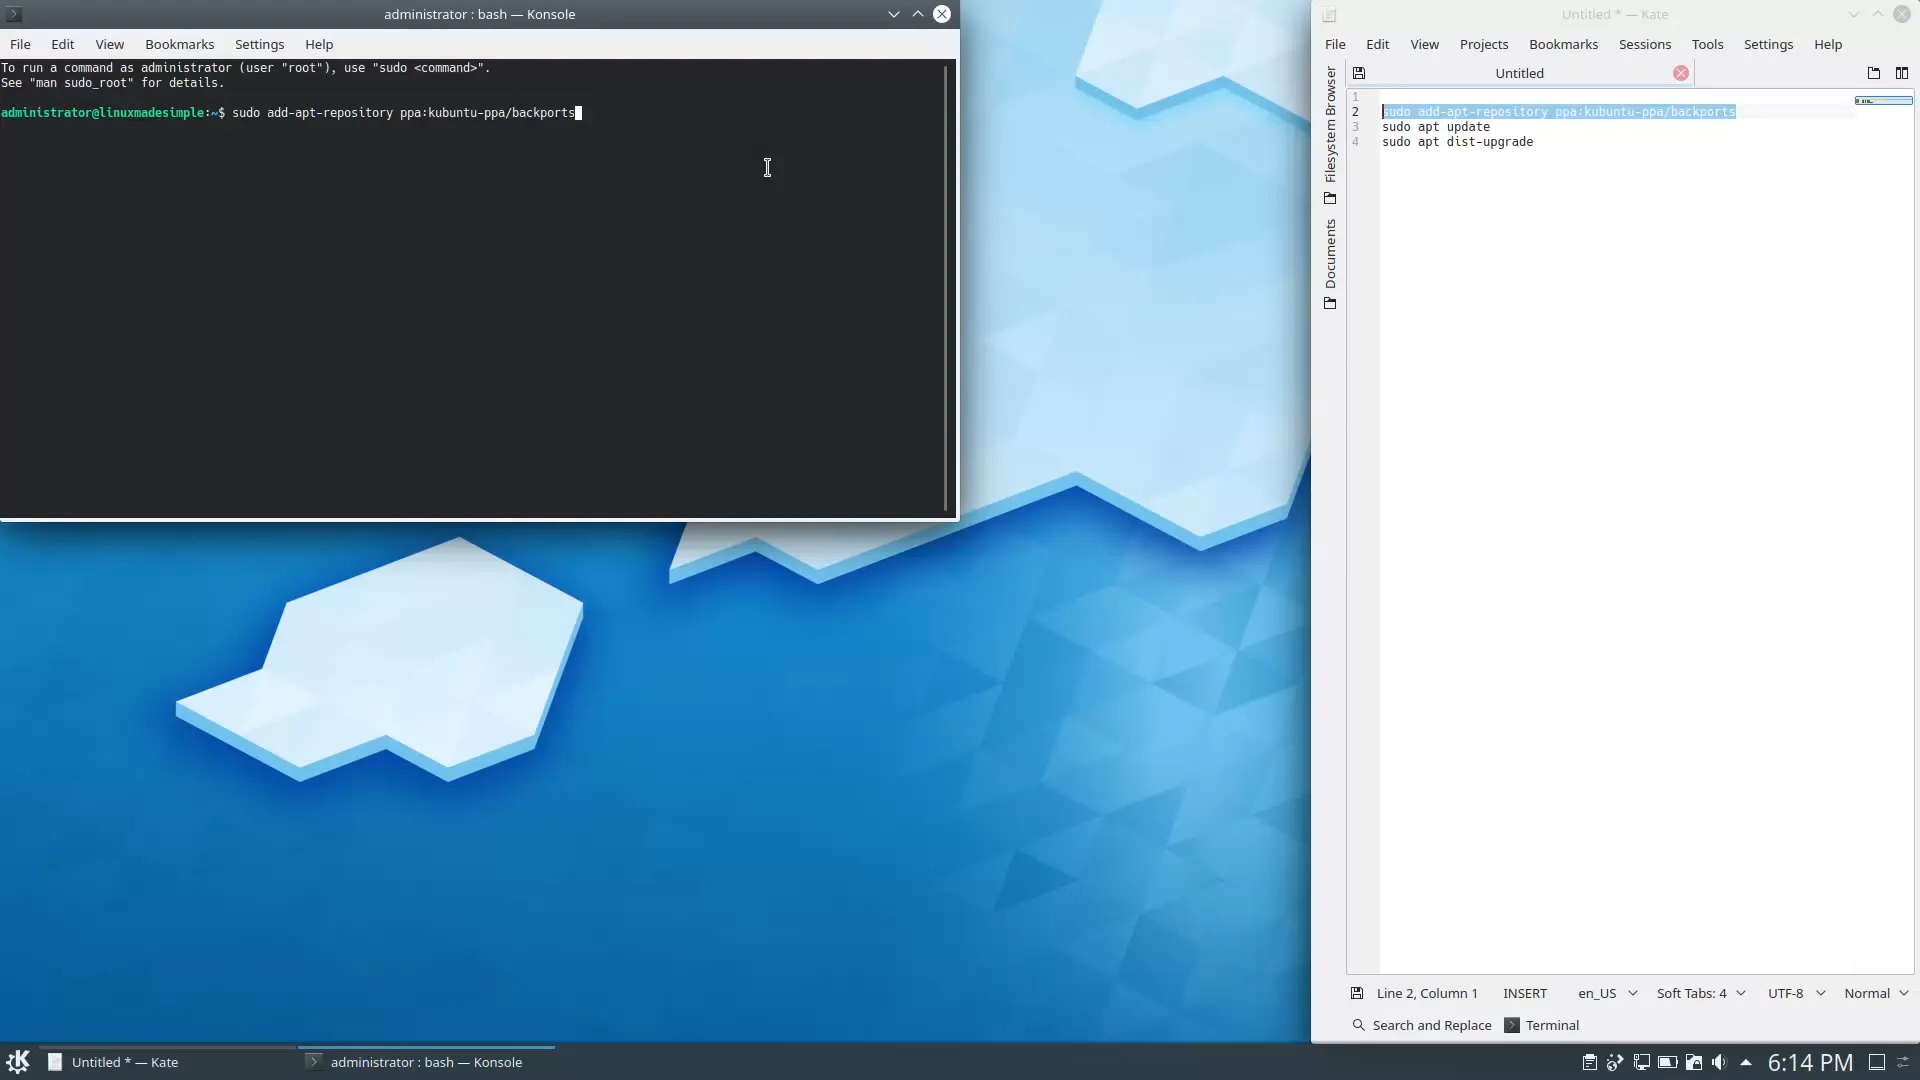 administrator : bash — Konsole
File Edit View Bookmarks Settings Help
To run a command as administrator (user "root"), use "sudo <command>".
See "man sudo_root" for details.
administrator@linuxmadesimple:~$ sudo add-apt-repository ppa:kubuntu-ppa/backports
Untitled * — Kate
File Edit View Projects Bookmarks Sessions Tools Settings Help
Untitled
Filesystem Browser
Documents
1
2 sudo add-apt-repository ppa:kubuntu-ppa/backports
3 sudo apt update
4 sudo apt dist-upgrade
Line 2, Column 1 INSERT en_US Soft Tabs: 4 UTF-8 Normal
Search and Replace Terminal
Untitled * — Kate administrator : bash — Konsole 6:14 PM